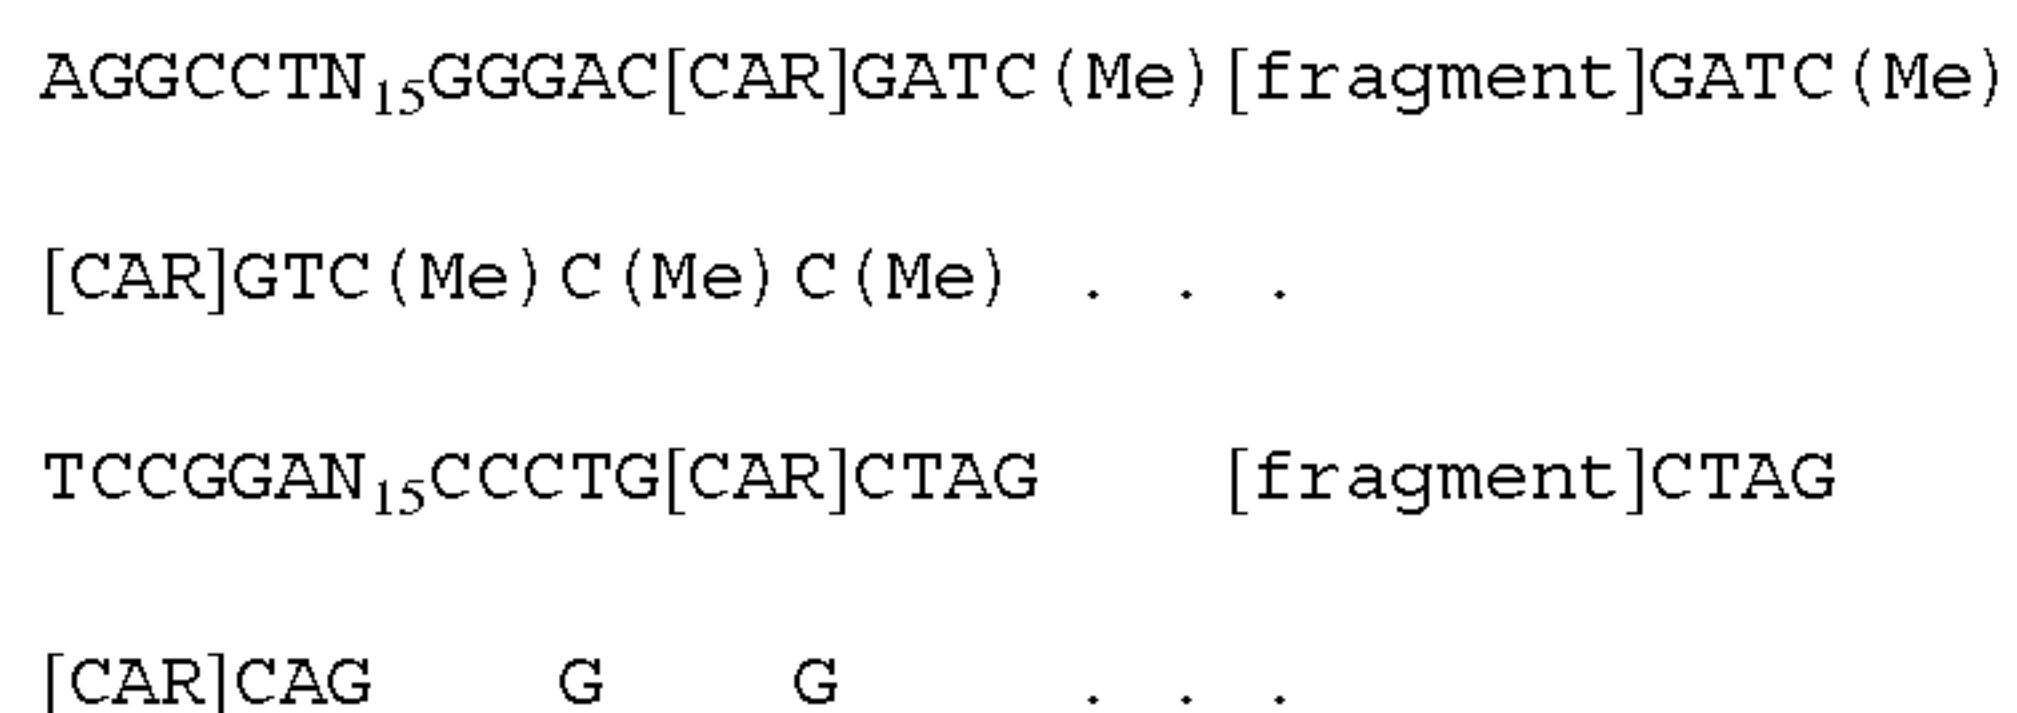 AGGCCTN₁₅GGGAC[CAR]GATC(Me)[fragment]GATC(Me)
[CAR]GTC(Me)C(Me)C(Me) . . .
TCCGGAN₁₅CCCTG[CAR]CTAG [fragment]CTAG
[CAR]CAG G G . . .